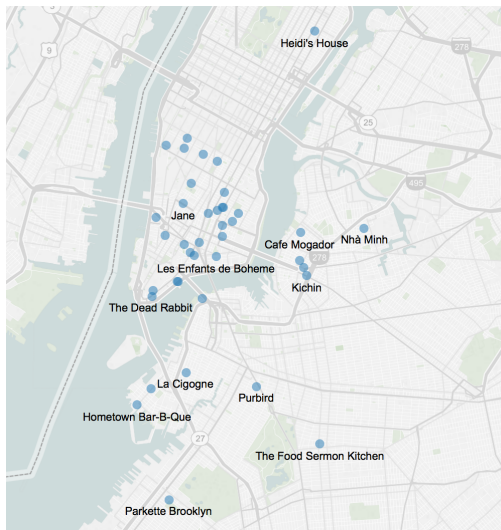 9
Heidi's House
278
25
495
Jane
Cafe Mogador
Nhà Minh
278
Les Enfants de Boheme
Kichin
The Dead Rabbit
La Cigogne
Purbird
Hometown Bar-B-Que
27
The Food Sermon Kitchen
Parkette Brooklyn